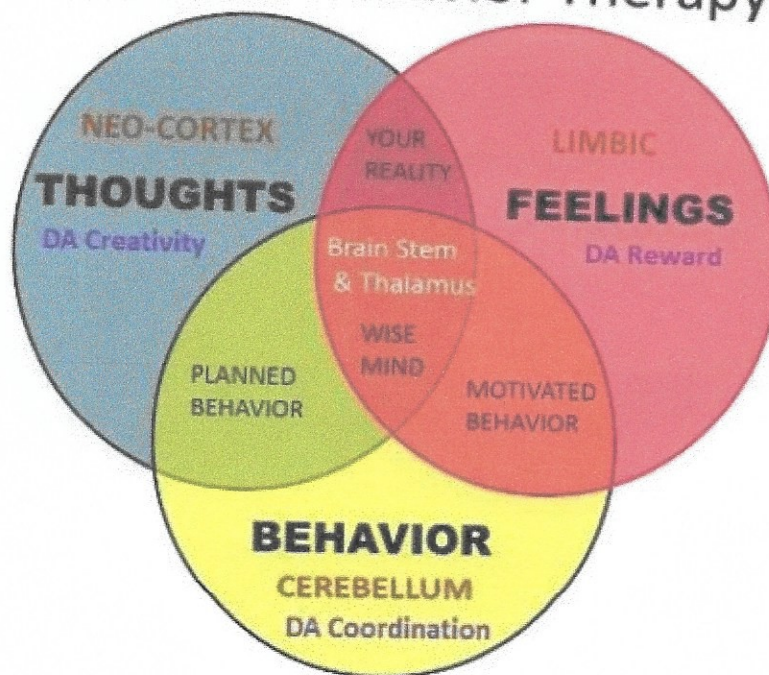 Therapy
NEO-CORTEX
THOUGHTS
DA Creativity
YOUR
REALITY
LIMBIC
FEELINGS
DA Reward
Brain Stem
& Thalamus
WISE
MIND
PLANNED
BEHAVIOR
MOTIVATED
BEHAVIOR
BEHAVIOR
CEREBELLUM
DA Coordination